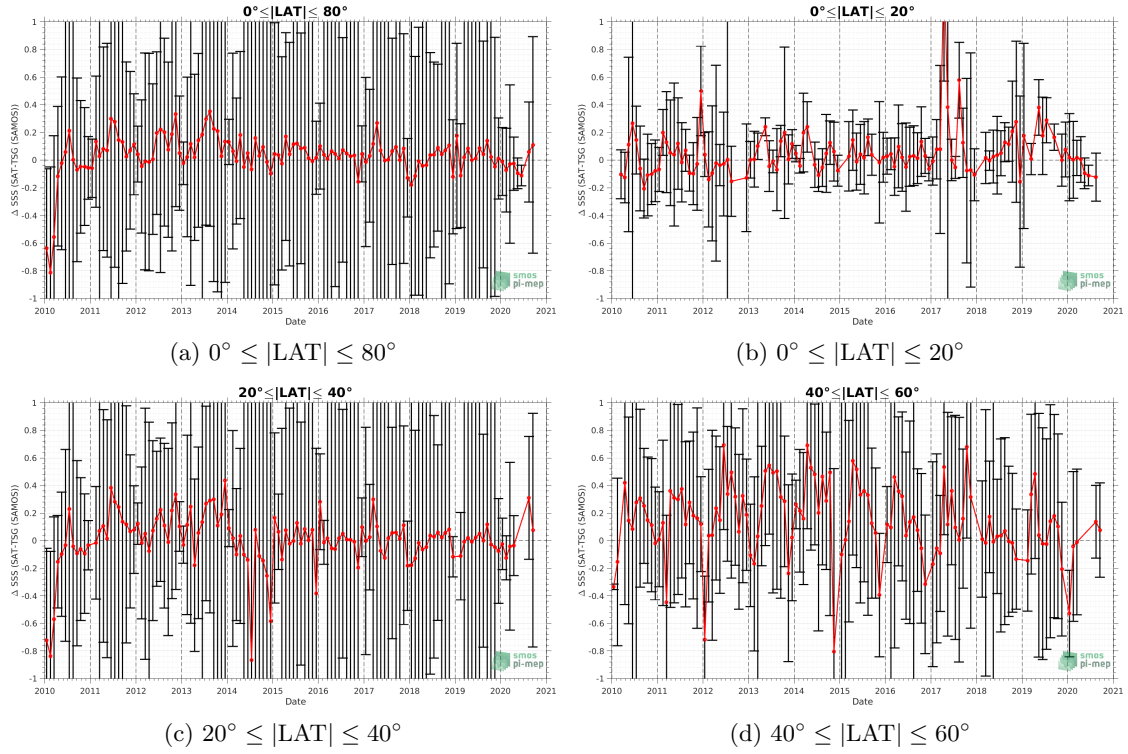 0°≤|LAT|≤ 80°
Δ SSS (SAT-TSG (SAMOS))
1
0.8
0.6
0.4
0.2
0
-0.2
-0.4
-0.6
-0.8
-1
2010 2011 2012 2013 2014 2015 2016 2017 2018 2019 2020 2021
Date
smos
pi-mep
(a) 0° ≤ |LAT| ≤ 80°
0°≤|LAT|≤ 20°
Δ SSS (SAT-TSG (SAMOS))
1
0.8
0.6
0.4
0.2
0
-0.2
-0.4
-0.6
-0.8
-1
2010 2011 2012 2013 2014 2015 2016 2017 2018 2019 2020 2021
Date
smos
pi-mep
(b) 0° ≤ |LAT| ≤ 20°
20°≤|LAT|≤ 40°
Δ SSS (SAT-TSG (SAMOS))
1
0.8
0.6
0.4
0.2
0
-0.2
-0.4
-0.6
-0.8
-1
2010 2011 2012 2013 2014 2015 2016 2017 2018 2019 2020 2021
Date
smos
pi-mep
(c) 20° ≤ |LAT| ≤ 40°
40°≤|LAT|≤ 60°
Δ SSS (SAT-TSG (SAMOS))
1
0.8
0.6
0.4
0.2
0
-0.2
-0.4
-0.6
-0.8
-1
2010 2011 2012 2013 2014 2015 2016 2017 2018 2019 2020 2021
Date
smos
pi-mep
(d) 40° ≤ |LAT| ≤ 60°